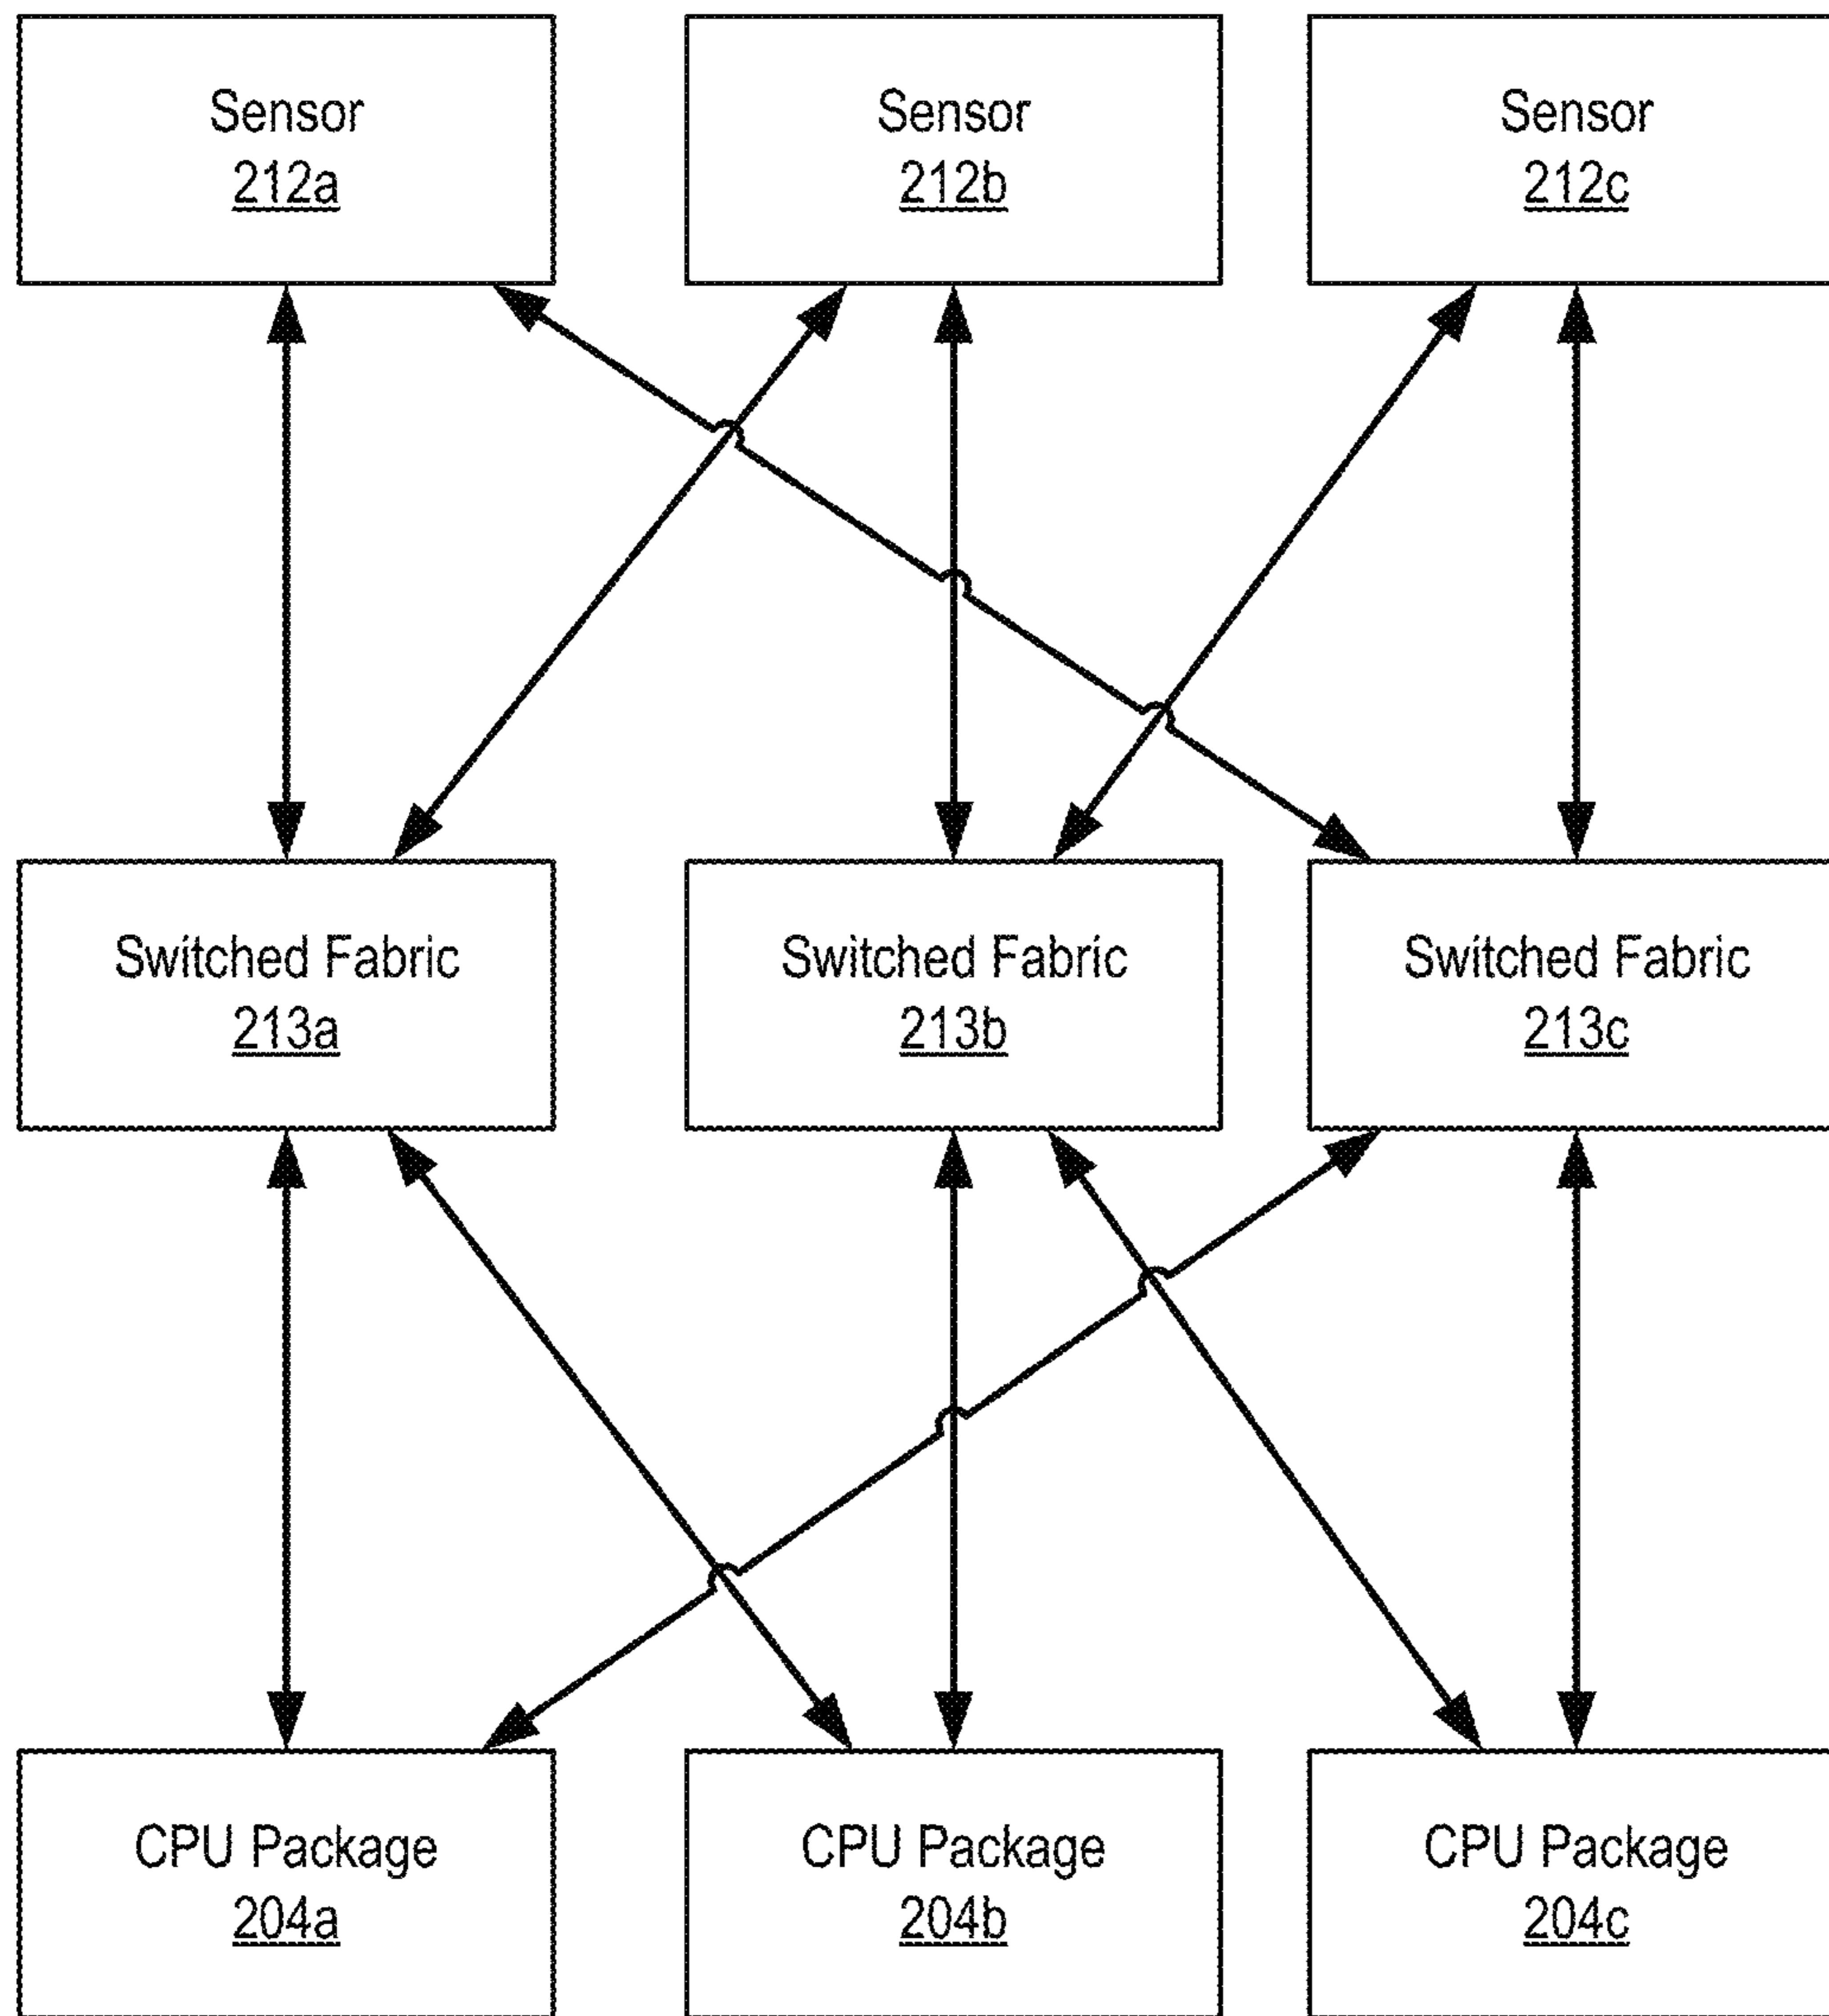 Sensor
212a
Sensor
212b
Sensor
212c
Switched Fabric
213a
Switched Fabric
213b
Switched Fabric
213c
CPU Package
204a
CPU Package
204b
CPU Package
204c